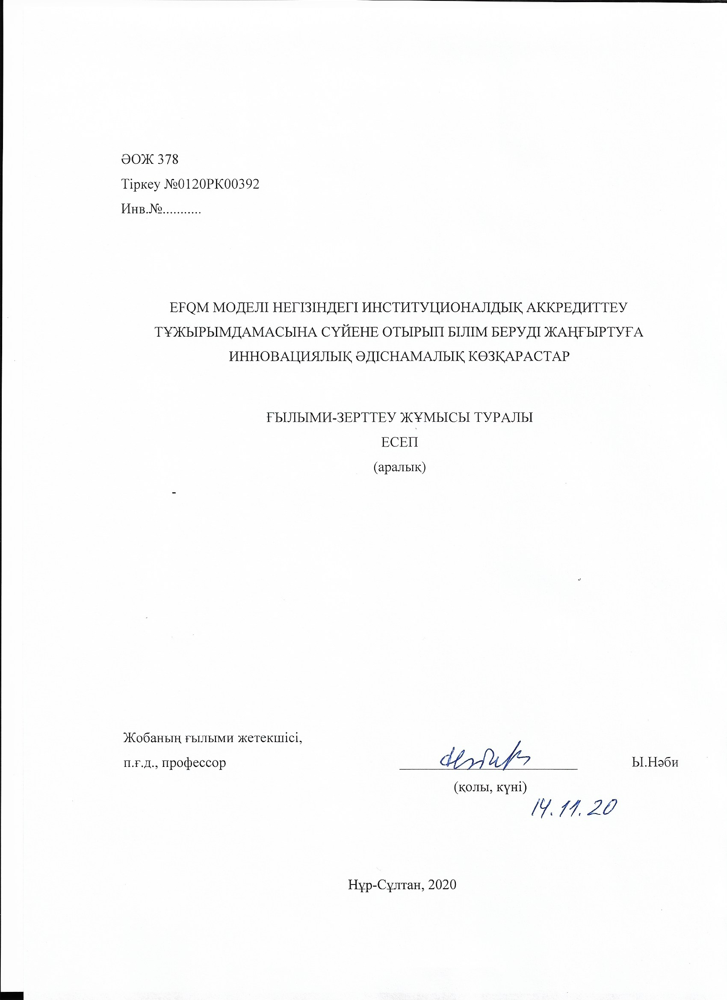 ӘОЖ 378
Тіркеу №0120РК00392
Инв.№...........
EFQM МОДЕЛІ НЕГІЗІНДЕГІ ИНСТИТУЦИОНАЛДЫҚ АККРЕДИТТЕУ
ТҰЖЫРЫМДАМАСЫНА СҮЙЕНЕ ОТЫРЫП БІЛІМ БЕРУДІ ЖАҢҒЫРТУҒА
ИННОВАЦИЯЛЫҚ ӘДІСНАМАЛЫҚ КӨЗҚАРАСТАР
ҒЫЛЫМИ-ЗЕРТТЕУ ЖҰМЫСЫ ТУРАЛЫ
ЕСЕП
(аралық)
Жобаның ғылыми жетекшісі,
п.ғ.д., профессор Ы.Нәби
(қолы, күні)
14.11.20
Нұр-Сұлтан, 2020